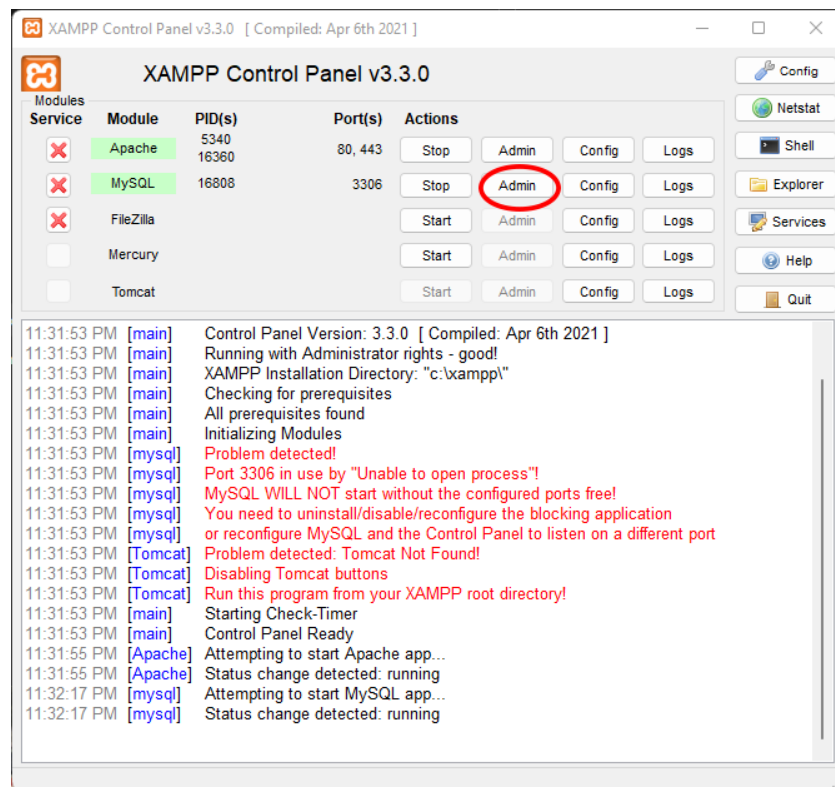 XAMPP Control Panel v3.3.0 [ Compiled: Apr 6th 2021 ]
XAMPP Control Panel v3.3.0
Config
Modules
Service Module PID(s) Port(s) Actions
Netstat
Apache 5340 16360 80, 443 Stop Admin Config Logs
Shell
MySQL 16808 3306 Stop Admin Config Logs
Explorer
FileZilla Start Admin Config Logs
Services
Mercury Start Admin Config Logs
Help
Tomcat Start Admin Config Logs
Quit
11:31:53 PM [main] Control Panel Version: 3.3.0 [ Compiled: Apr 6th 2021 ]
11:31:53 PM [main] Running with Administrator rights - good!
11:31:53 PM [main] XAMPP Installation Directory: "c:\xampp\"
11:31:53 PM [main] Checking for prerequisites
11:31:53 PM [main] All prerequisites found
11:31:53 PM [main] Initializing Modules
11:31:53 PM [mysql] Problem detected!
11:31:53 PM [mysql] Port 3306 in use by "Unable to open process"!
11:31:53 PM [mysql] MySQL WILL NOT start without the configured ports free!
11:31:53 PM [mysql] You need to uninstall/disable/reconfigure the blocking application
11:31:53 PM [mysql] or reconfigure MySQL and the Control Panel to listen on a different port
11:31:53 PM [Tomcat] Problem detected: Tomcat Not Found!
11:31:53 PM [Tomcat] Disabling Tomcat buttons
11:31:53 PM [Tomcat] Run this program from your XAMPP root directory!
11:31:53 PM [main] Starting Check-Timer
11:31:53 PM [main] Control Panel Ready
11:31:55 PM [Apache] Attempting to start Apache app...
11:31:55 PM [Apache] Status change detected: running
11:32:17 PM [mysql] Attempting to start MySQL app...
11:32:17 PM [mysql] Status change detected: running